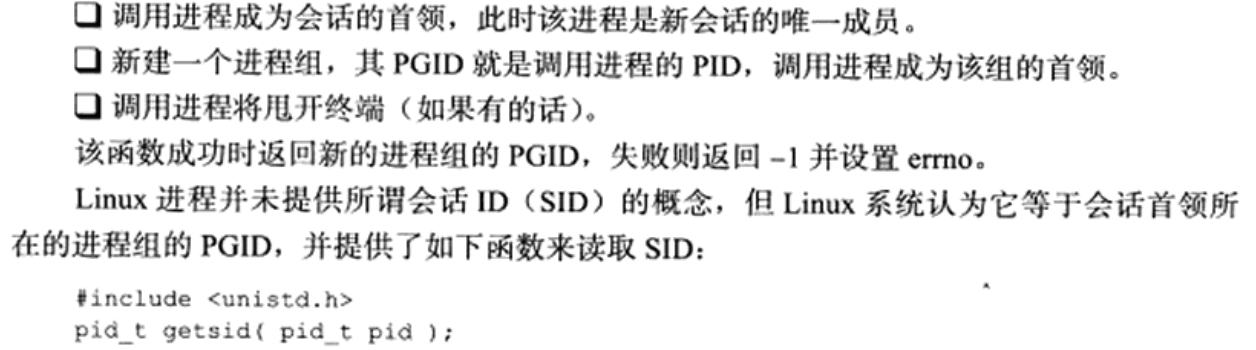 ❑ 调用进程成为会话的首领，此时该进程是新会话的唯一成员。
❑ 新建一个进程组，其 PGID 就是调用进程的 PID，调用进程成为该组的首领。
❑ 调用进程将甩开终端（如果有的话）。
该函数成功时返回新的进程组的 PGID，失败则返回 –1 并设置 errno。
Linux 进程并未提供所谓会话 ID（SID）的概念，但 Linux 系统认为它等于会话首领所
在的进程组的 PGID，并提供了如下函数来读取 SID：
#include <unistd.h>
pid_t getsid( pid_t pid );